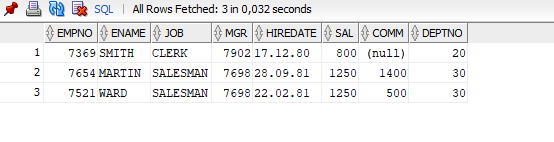 SQL | All Rows Fetched: 3 in 0,032 seconds
EMPNO ENAME JOB MGR HIREDATE SAL COMM DEPTNO
1 7369 SMITH CLERK 7902 17.12.80 800 (null) 20
2 7654 MARTIN SALESMAN 7698 28.09.81 1250 1400 30
3 7521 WARD SALESMAN 7698 22.02.81 1250 500 30